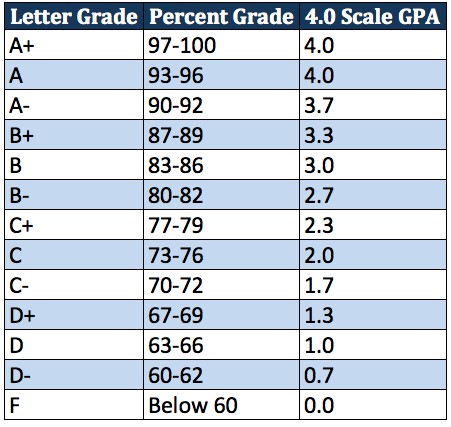 Letter Grade Percent Grade 4.0 Scale GPA
A+ 97-100 4.0
A 93-96 4.0
A- 90-92 3.7
B+ 87-89 3.3
B 83-86 3.0
B- 80-82 2.7
C+ 77-79 2.3
C 73-76 2.0
C- 70-72 1.7
D+ 67-69 1.3
D 63-66 1.0
D- 60-62 0.7
F Below 60 0.0